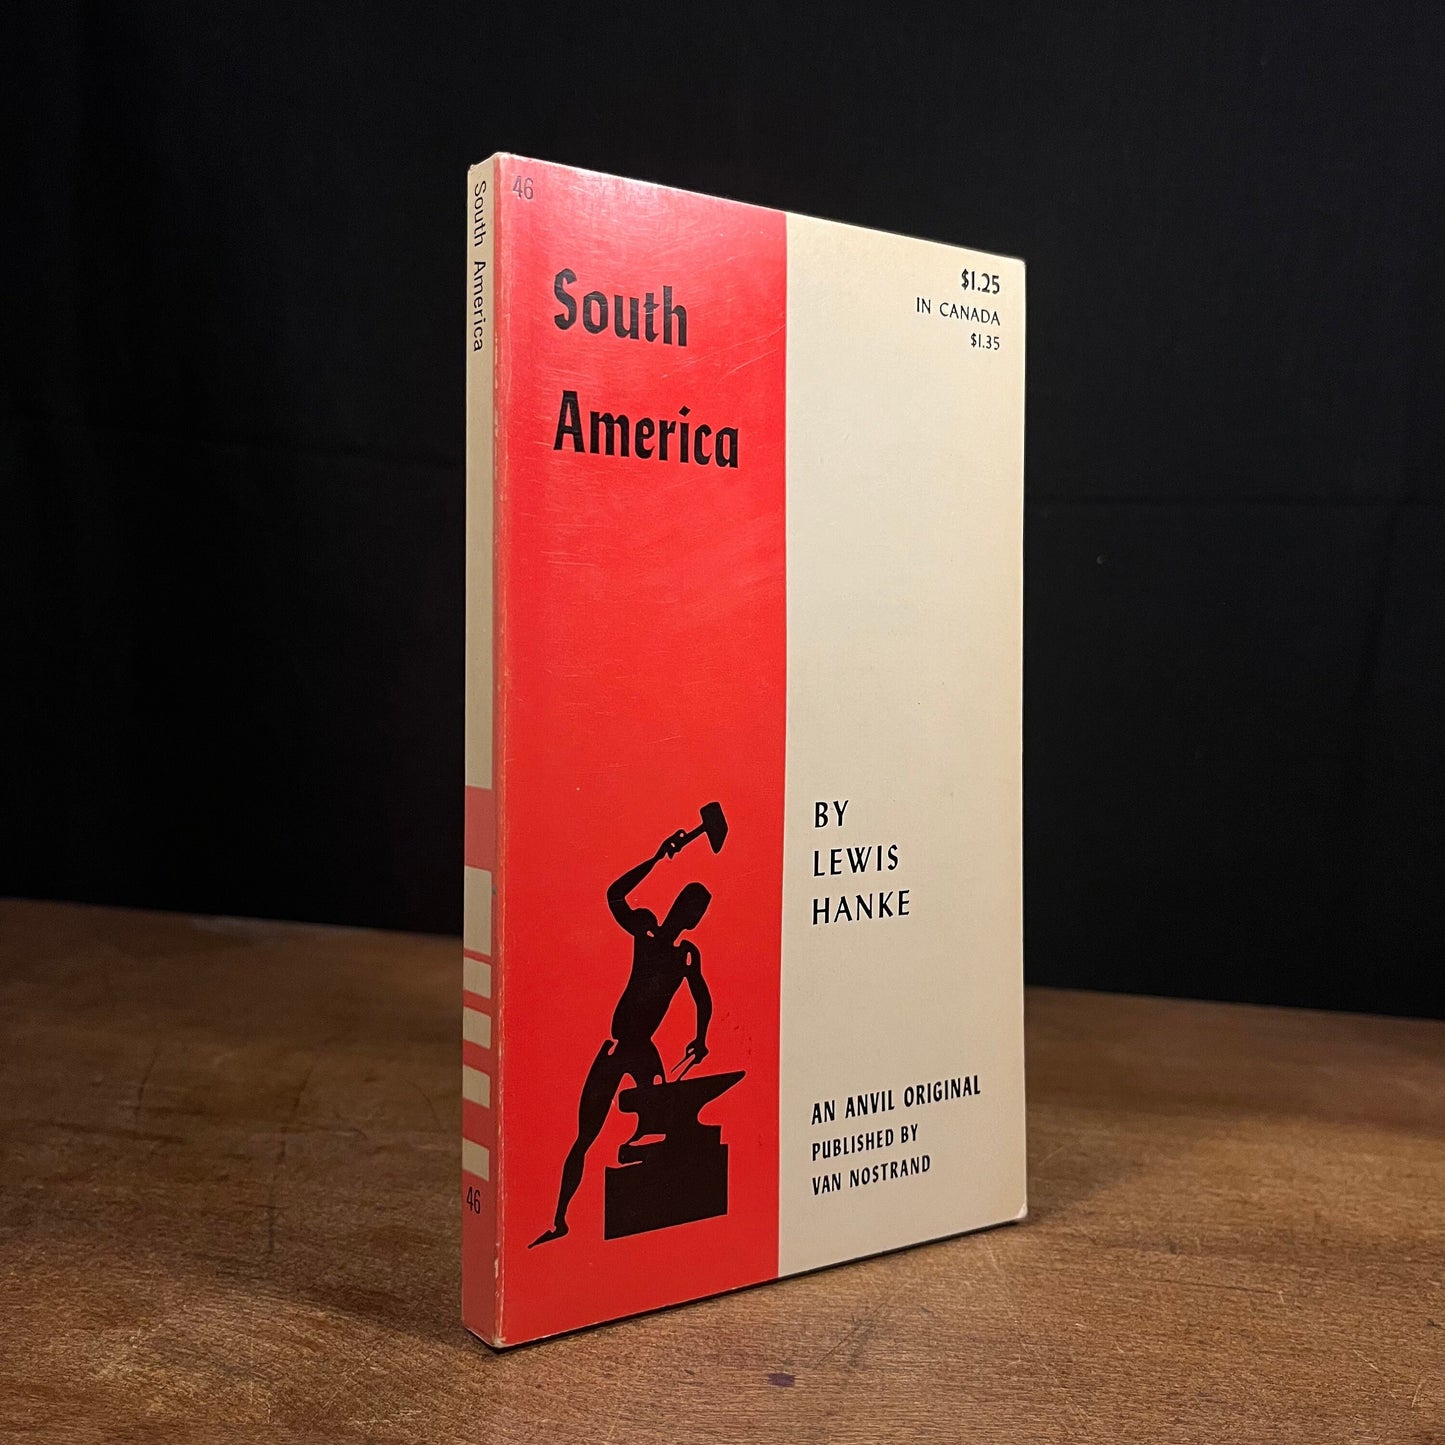 South America
46
46
South
America
$1.25
IN CANADA
$1.35
BY
LEWIS
HANKE
AN ANVIL ORIGINAL
PUBLISHED BY
VAN NOSTRAND